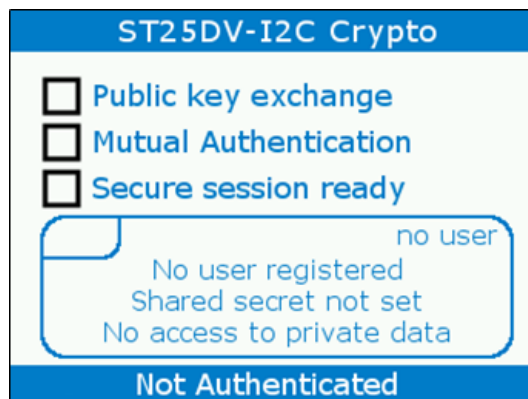 ST25DV-I2C Crypto
Public key exchange
Mutual Authentication
Secure session ready
no user
No user registered
Shared secret not set
No access to private data
Not Authenticated